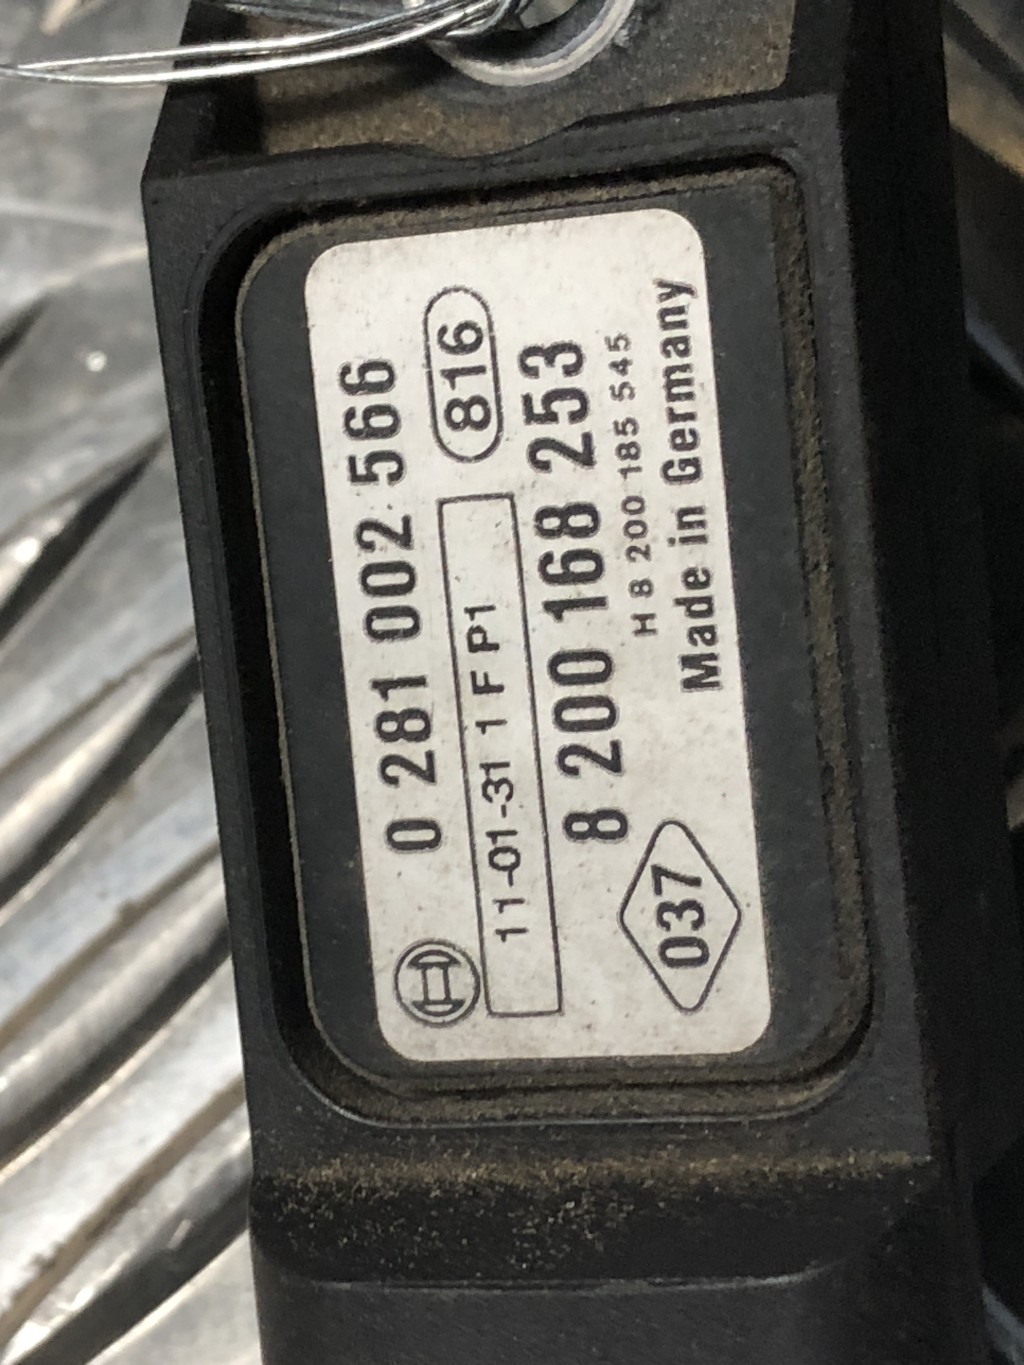 0 281 002 566
11-01-31 1 F P1
816
8 200 168 253
H 8 200 185 545
037
Made in Germany